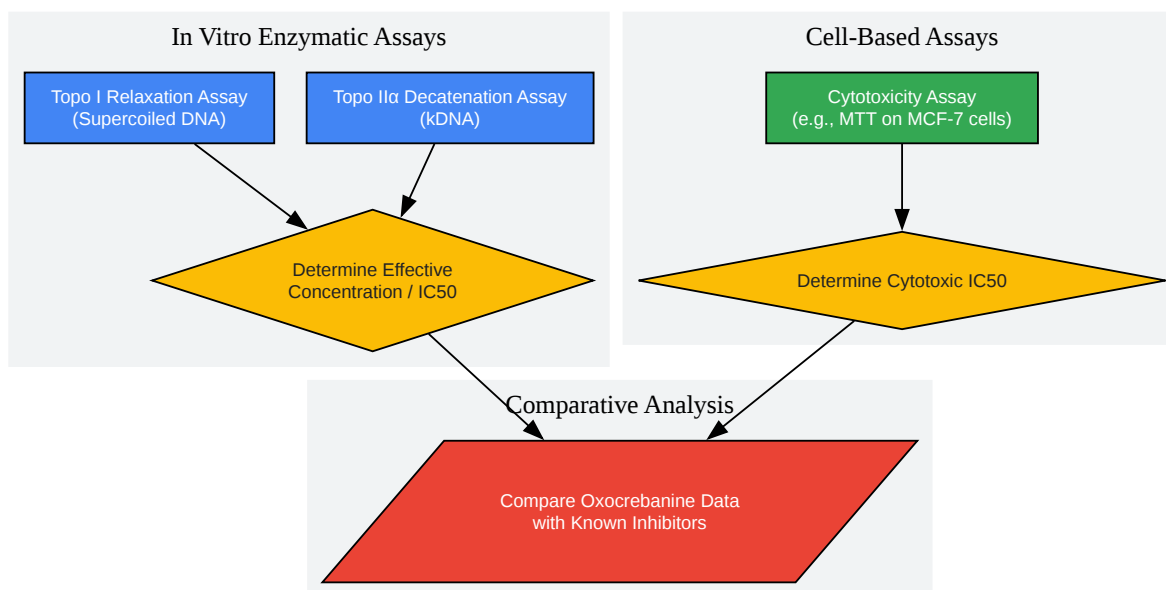 In Vitro Enzymatic Assays
Topo I Relaxation Assay
(Supercoiled DNA)
Topo IIα Decatenation Assay
(kDNA)
Determine Effective
Concentration / IC50
Cell-Based Assays
Cytotoxicity Assay
(e.g., MTT on MCF-7 cells)
Determine Cytotoxic IC50
Comparative Analysis
Compare Oxocrebanine Data
with Known Inhibitors